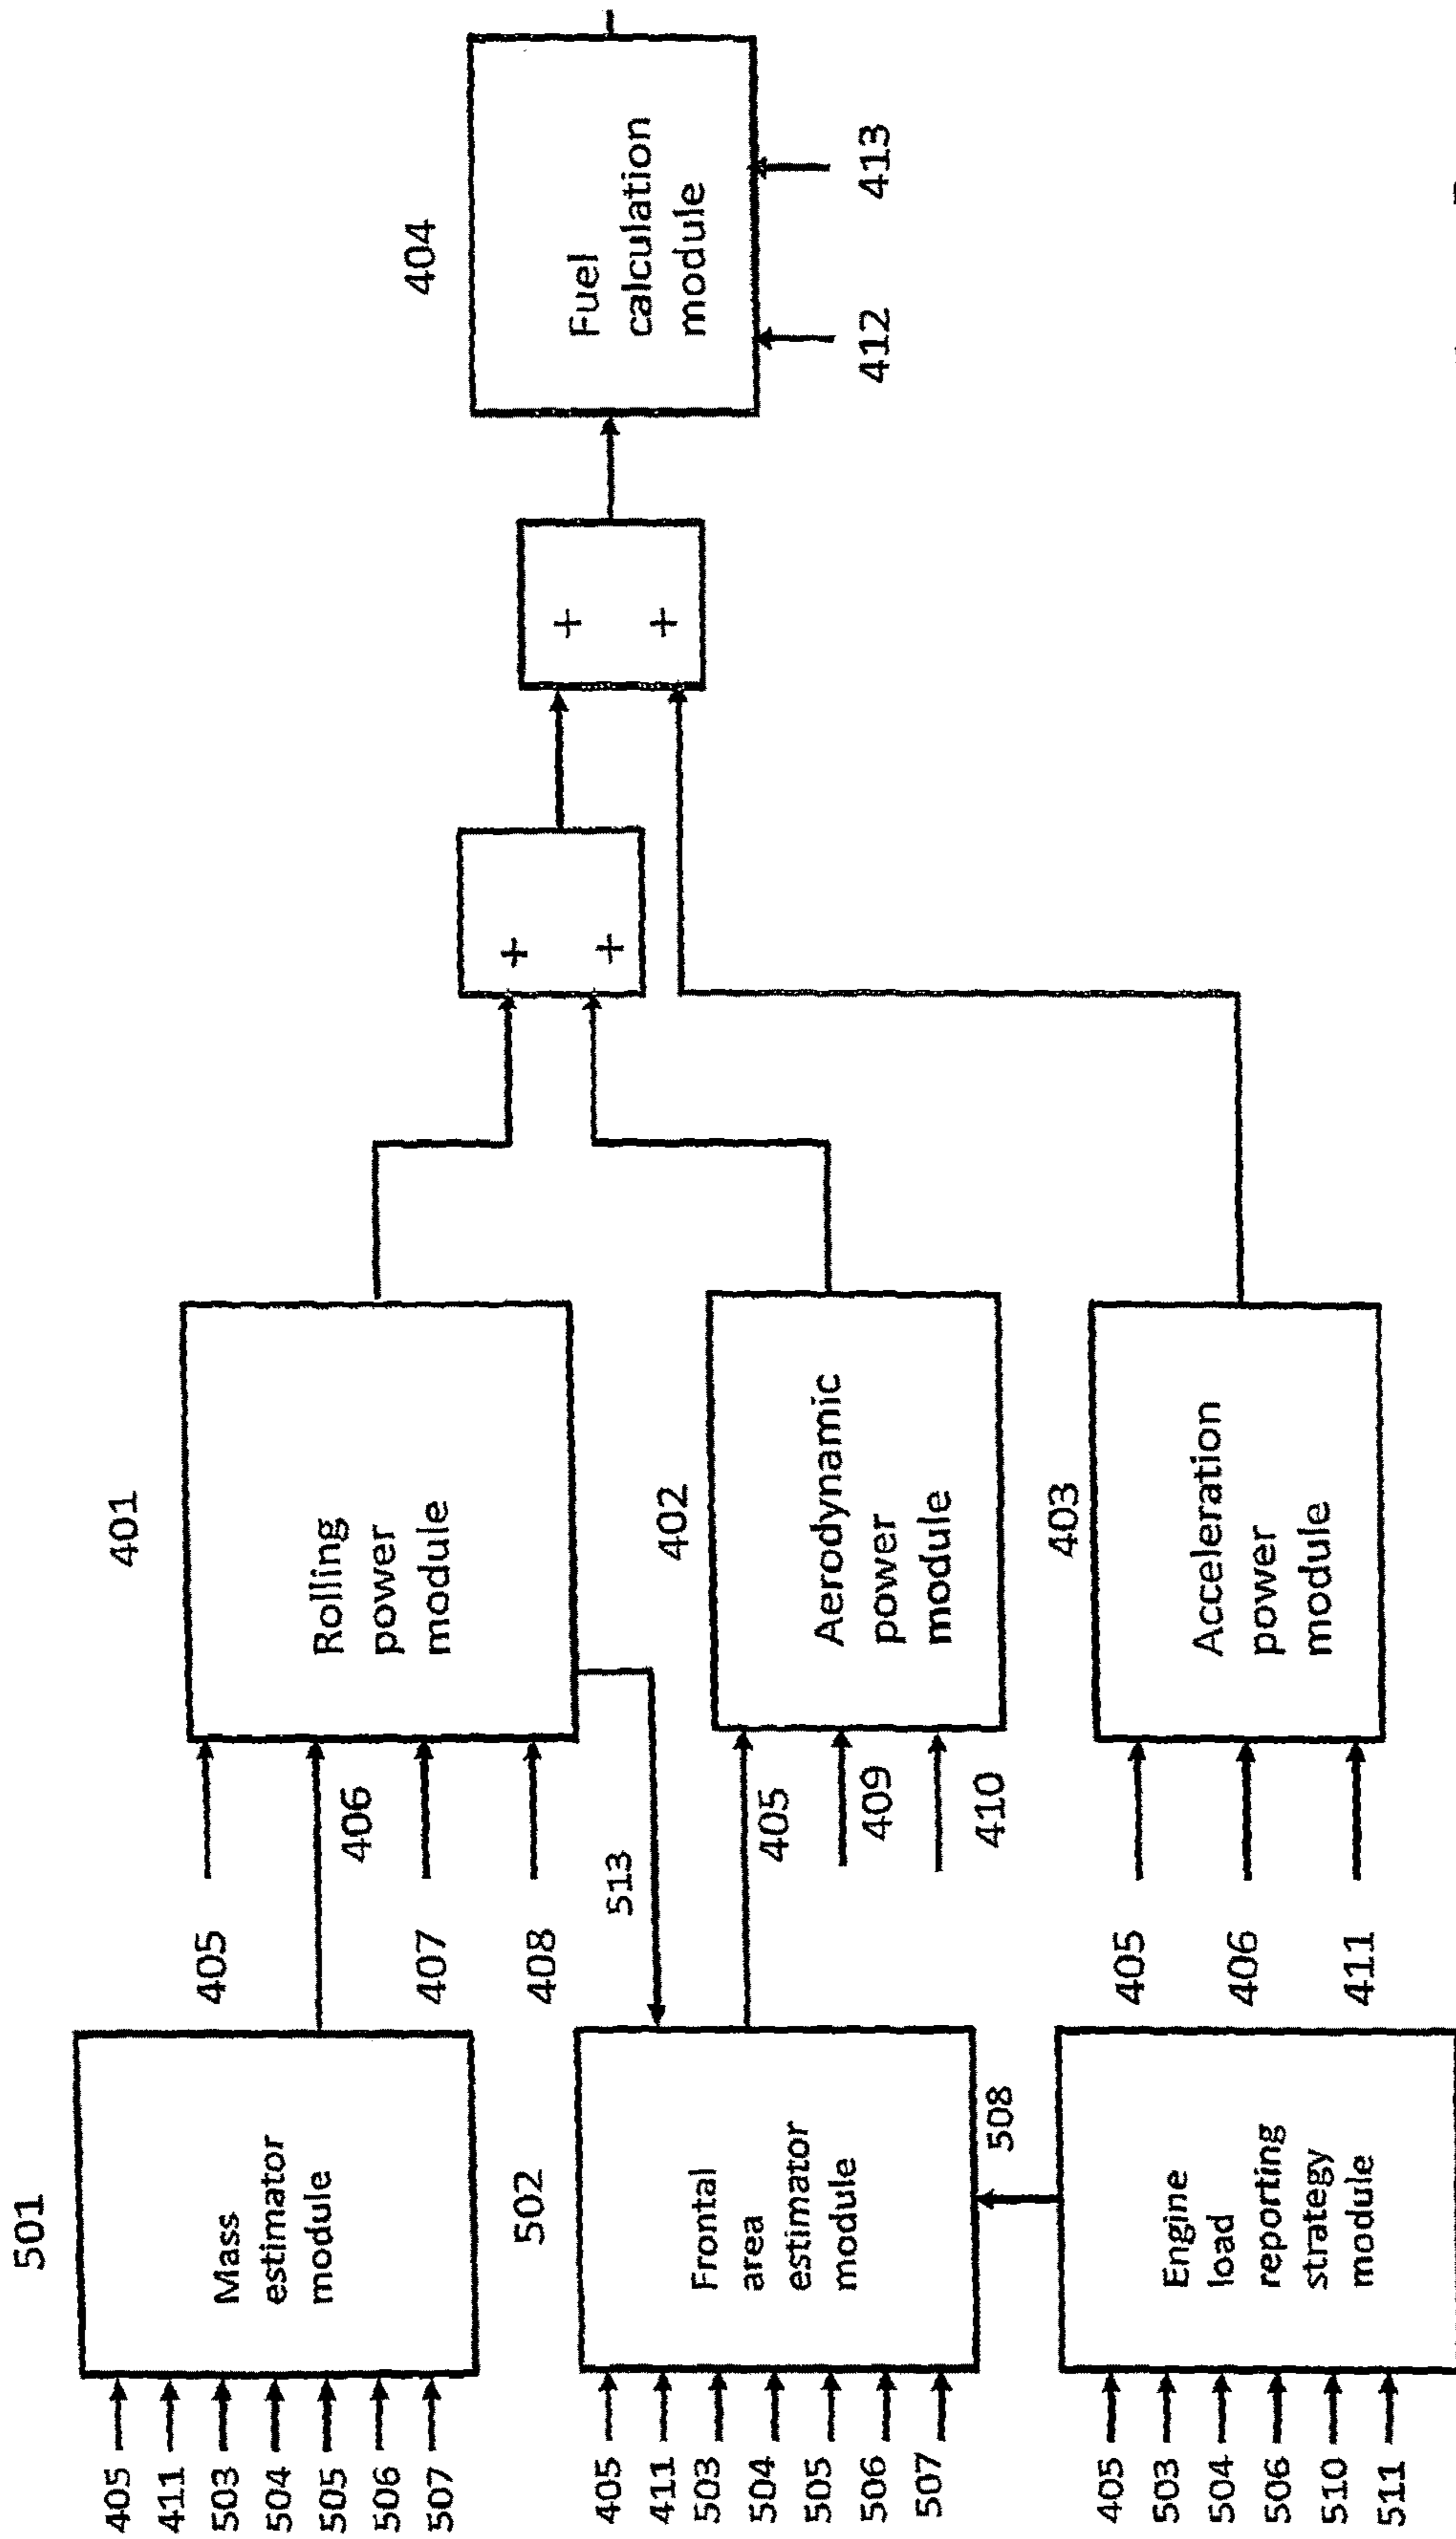 501
Mass
estimator
module
405
411
503
504
505
506
507
401
Rolling
power
module
405
406
407
408
513
502
Frontal
area
estimator
module
405
411
503
504
505
506
507
508
402
Aerodynamic
power
module
405
409
410
Engine
load
reporting
strategy
module
405
503
504
506
510
511
403
Acceleration
power
module
405
406
411
+
+
+
+
404
Fuel
calculation
module
412
413